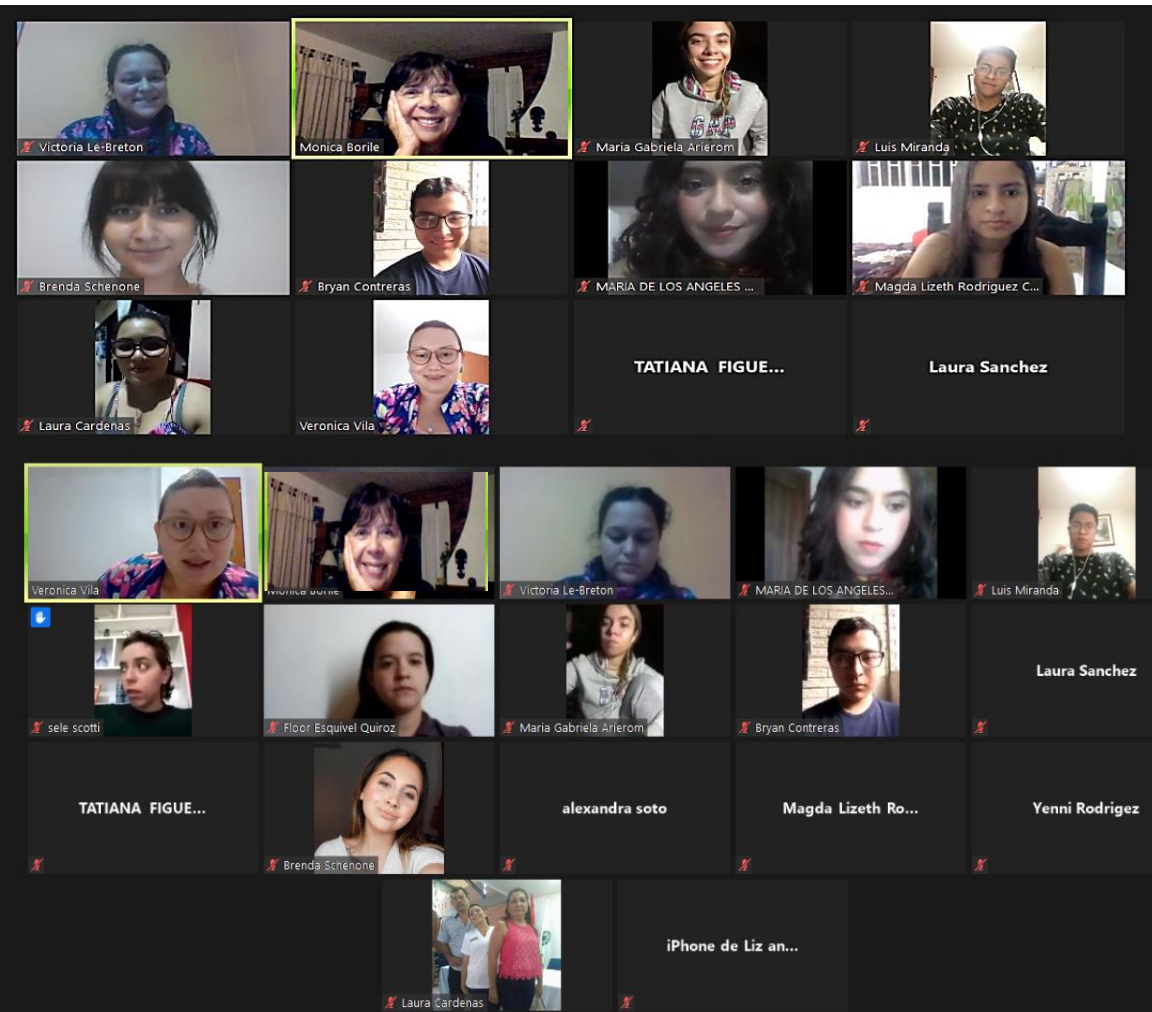 Victoria Le-Breton
Monica Borile
Maria Gabriela Arierom
GAP
Luis Miranda
Brenda Schenone
Bryan Contreras
MARIA DE LOS ANGELES ...
Magda Lizeth Rodriguez C...
Laura Cardenas
Veronica Vila
TATIANA FIGUE...
Laura Sanchez
Veronica Vila
Monica Borile
Victoria Le-Breton
MARIA DE LOS ANGELES...
Luis Miranda
sele scotti
Floor Esquivel Quiroz
Maria Gabriela Arierom
Bryan Contreras
Laura Sanchez
TATIANA FIGUE...
Brenda Schenone
alexandra soto
Magda Lizeth Ro...
Yenni Rodrigez
Laura Cardenas
iPhone de Liz an...